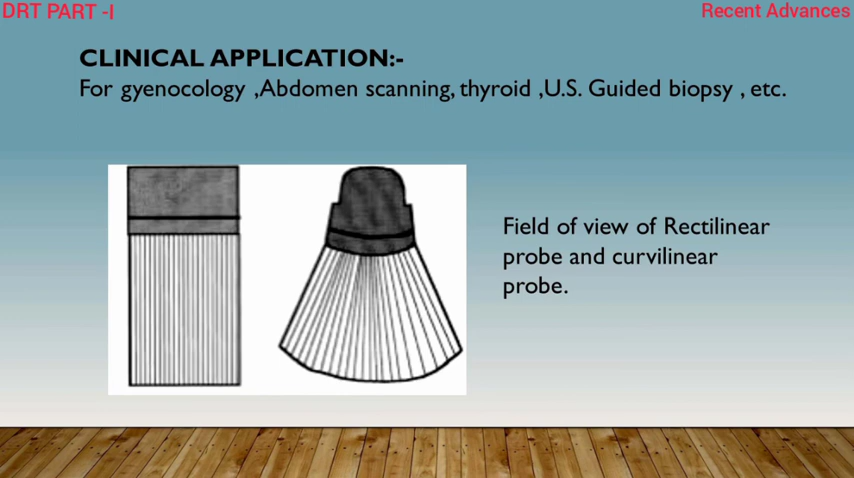 DRT PART -I
Recent Advances
CLINICAL APPLICATION:-
For gyenocology ,Abdomen scanning, thyroid ,U.S. Guided biopsy , etc.
Field of view of Rectilinear
probe and curvilinear
probe.